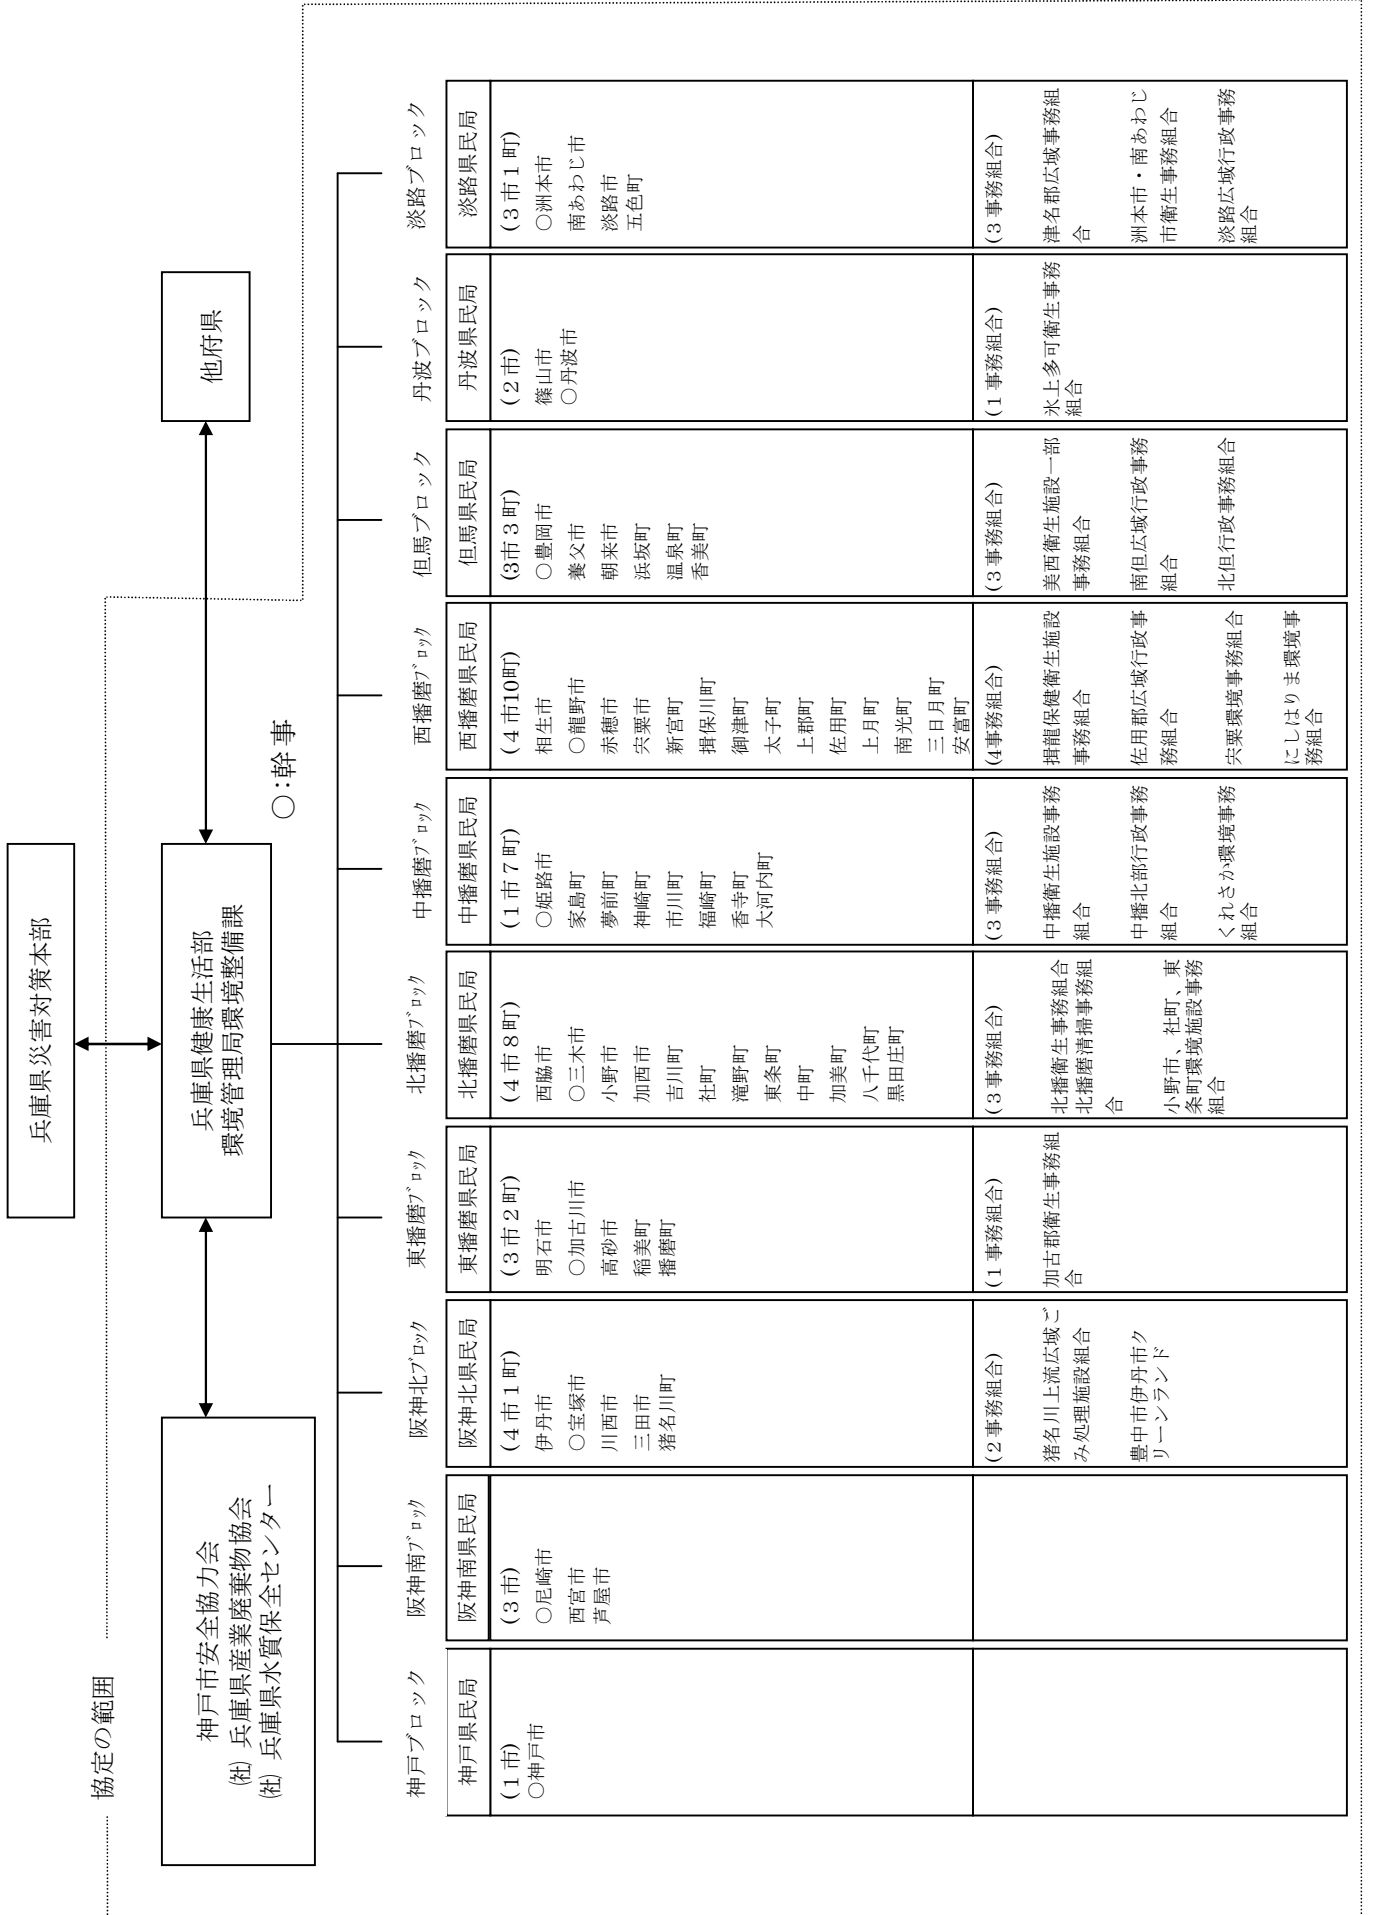 兵庫県災害対策本部
協定の範囲
神戸市安全協力会
(社) 兵庫県産業廃棄物協会
(社) 兵庫県水質保全センター
兵庫県健康生活部
環境管理局環境整備課
他府県
○:幹事
神戸ブロック
神戸県民局
(1市)
○神戸市
阪神南ブロック
阪神南県民局
(3市)
○尼崎市
西宮市
芦屋市
阪神北ブロック
阪神北県民局
(4市1町)
伊丹市
○宝塚市
川西市
三田市
猪名川町
(2事務組合)
猪名川上流広域ご
み処理施設組合
豊中市伊丹市ク
リーンランド
東播磨ブロック
東播磨県民局
(3市2町)
明石市
○加古川市
高砂市
稲美町
播磨町
(1事務組合)
加古郡衛生事務組
合
北播磨ブロック
北播磨県民局
(4市8町)
西脇市
○三木市
小野市
加西市
吉川町
社町
滝野町
東条町
中町
加美町
八千代町
黒田庄町
(3事務組合)
北播衛生事務組合
北播磨清掃事務組
合
小野市、社町、東
条町環境施設事務
組合
中播磨ブロック
中播磨県民局
(1市7町)
○姫路市
家島町
夢前町
神崎町
市川町
福崎町
香寺町
大河内町
(3事務組合)
中播衛生施設事務
組合
中播北部行政事務
組合
くれさか環境事務
組合
西播磨ブロック
西播磨県民局
(4市10町)
相生市
○龍野市
赤穂市
宍粟市
新宮町
揖保川町
御津町
太子町
上郡町
佐用町
上月町
南光町
三日月町
安富町
(4事務組合)
揖龍保健衛生施設
事務組合
佐用郡広域行政事
務組合
宍粟環境事務組合
にしはりま環境事
務組合
但馬ブロック
但馬県民局
(3市3町)
○豊岡市
養父市
朝来市
浜坂町
温泉町
香美町
(3事務組合)
美西衛生施設一部
事務組合
南但広域行政事務
組合
北但行政事務組合
丹波ブロック
丹波県民局
(2市)
篠山市
○丹波市
(1事務組合)
氷上多可衛生事務
組合
淡路ブロック
淡路県民局
(3市1町)
○洲本市
南あわじ市
淡路市
五色町
(3事務組合)
津名郡広域事務組
合
洲本市・南あわじ
市衛生事務組合
淡路広域行政事務
組合